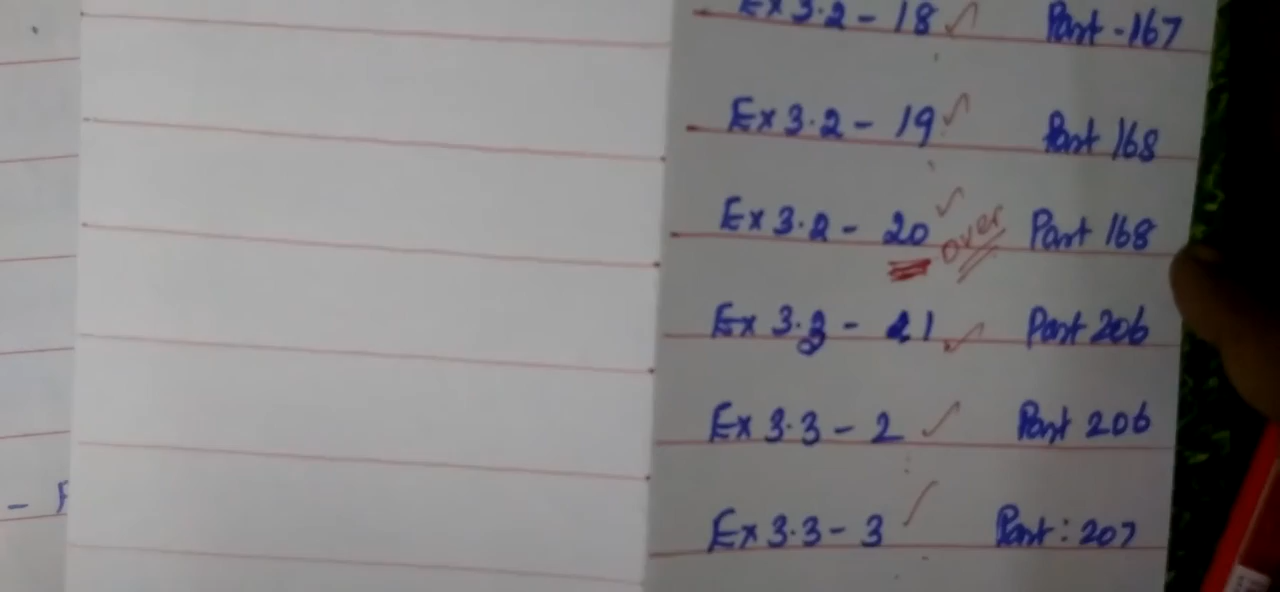 Ex 3.2 - 18 ✓ Part - 167
Ex 3.2 - 19 ✓ Part 168
Ex 3.2 - 20 ✓ over Part 168
Ex 3.3 - 1 ✓ Part 206
Ex 3.3 - 2 ✓ Part 206
Ex 3.3 - 3 ✓ Part : 207